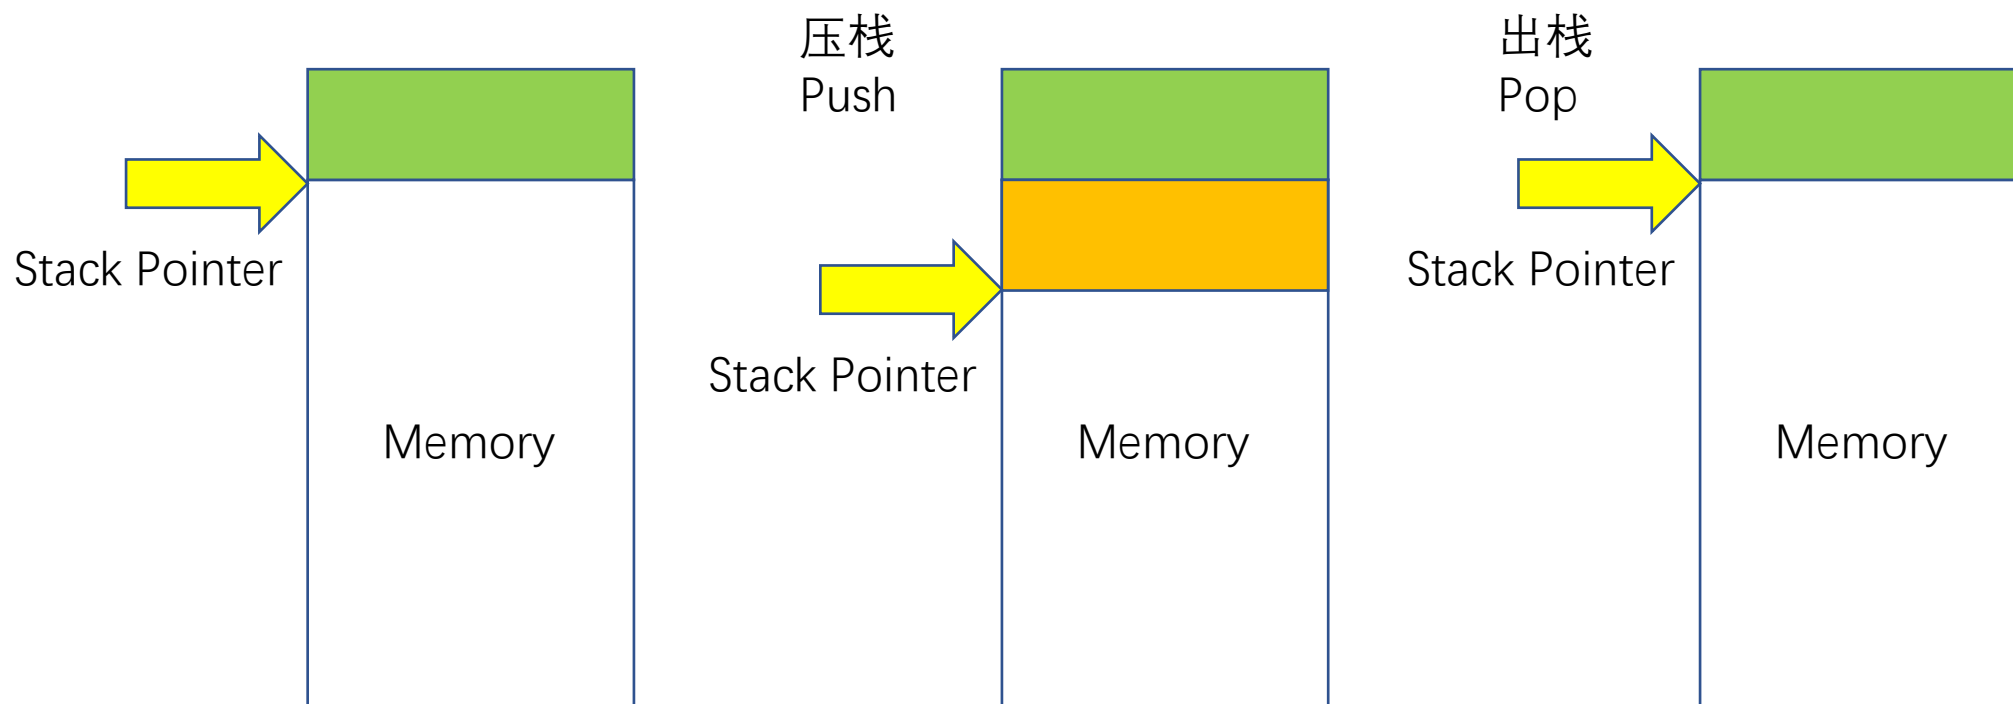 Stack Pointer
Memory
压栈
Push
Stack Pointer
Memory
出栈
Pop
Stack Pointer
Memory